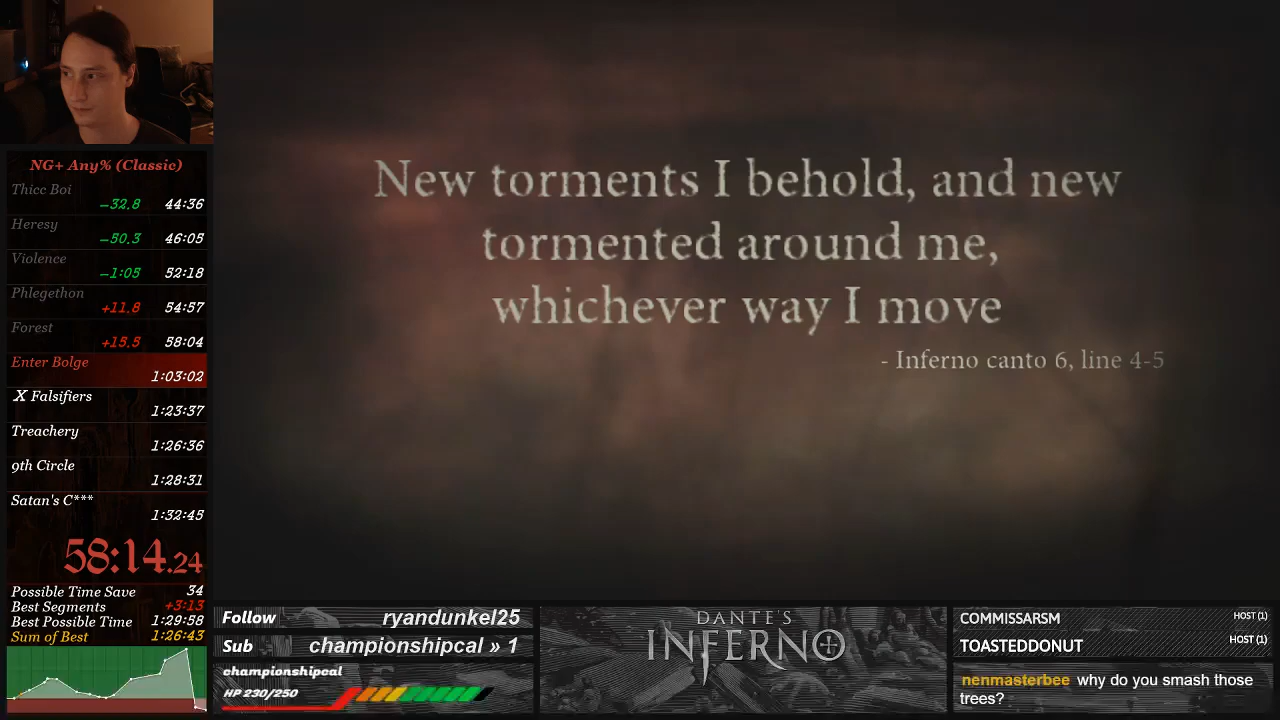 NG+ Any% (Classic)
Thicc Boi
−32.8 44:36
Heresy
−50.3 46:05
Violence
−1:05 52:18
Phlegethon
+11.8 54:57
Forest
+15.5 58:04
Enter Bolge
1:03:02
X Falsifiers
1:23:37
Treachery
1:26:36
9th Circle
1:28:31
Satan's C***
1:32:45
58:14.24
Possible Time Save 34
Best Segments +3:13
Best Possible Time 1:29:58
Sum of Best 1:26:43
New torments I behold, and new
tormented around me,
whichever way I move
- Inferno canto 6, line 4-5
Follow ryandunkel25
Sub championshipcal » 1
championshipcal
HP 230/250
DANTE'S
INFERNO
COMMISSARSM HOST (1)
TOASTEDDONUT HOST (1)
nenmasterbee why do you smash those
trees?